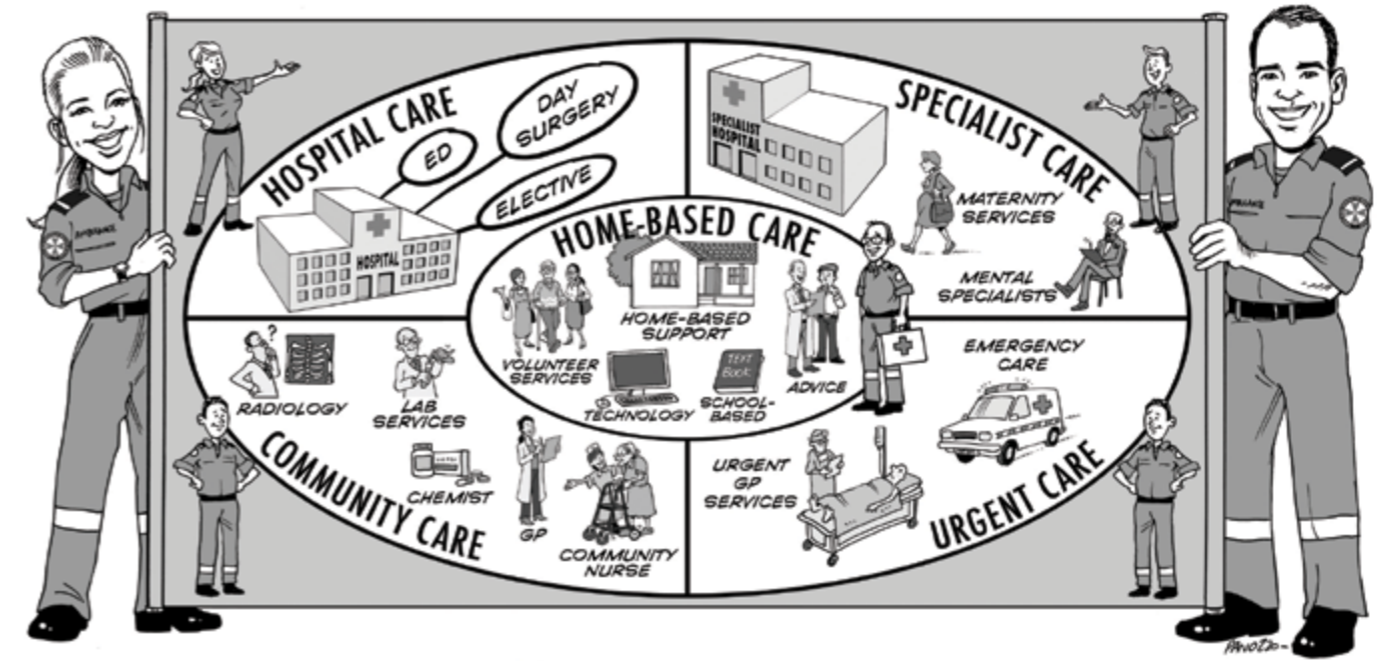 HOSPITAL CARE
ED
DAY
SURGERY
ELECTIVE
HOSPITAL
SPECIALIST CARE
SPECIALIST
HOSPITAL
MATERNITY
SERVICES
MENTAL
SPECIALISTS
HOME-BASED CARE
HOME-BASED
SUPPORT
VOLUNTEER
SERVICES
TECHNOLOGY
TEXT
Book
SCHOOL-
BASED
ADVICE
COMMUNITY CARE
?
RADIOLOGY
LAB
SERVICES
CHEMIST
GP
COMMUNITY
NURSE
URGENT CARE
EMERGENCY
CARE
URGENT
GP
SERVICES
AMBULANCE